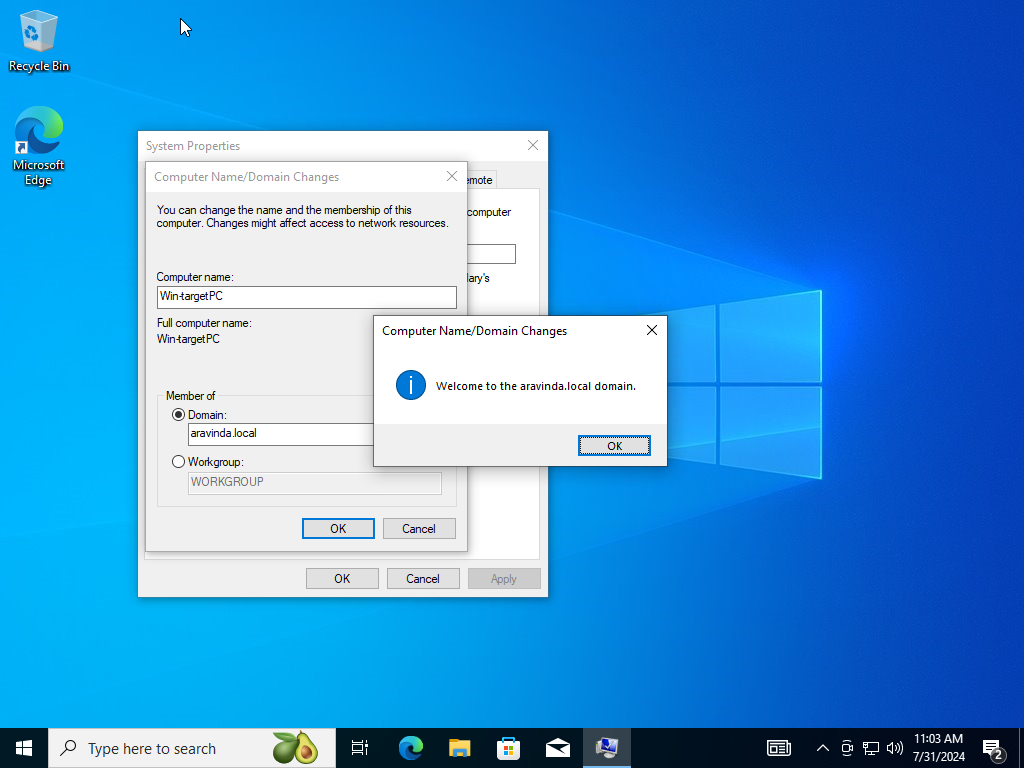 Recycle Bin
Microsoft
Edge
System Properties
Computer Name/Domain Changes
emote
You can change the name and the membership of this
computer. Changes might affect access to network resources.
computer
ary's
Computer name:
Win-targetPC
Full computer name:
Win-targetPC
Computer Name/Domain Changes
Welcome to the aravinda.local domain.
OK
Member of
Domain:
aravinda.local
Workgroup:
WORKGROUP
OK
Cancel
OK
Cancel
Apply
Type here to search
11:03 AM
7/31/2024
2